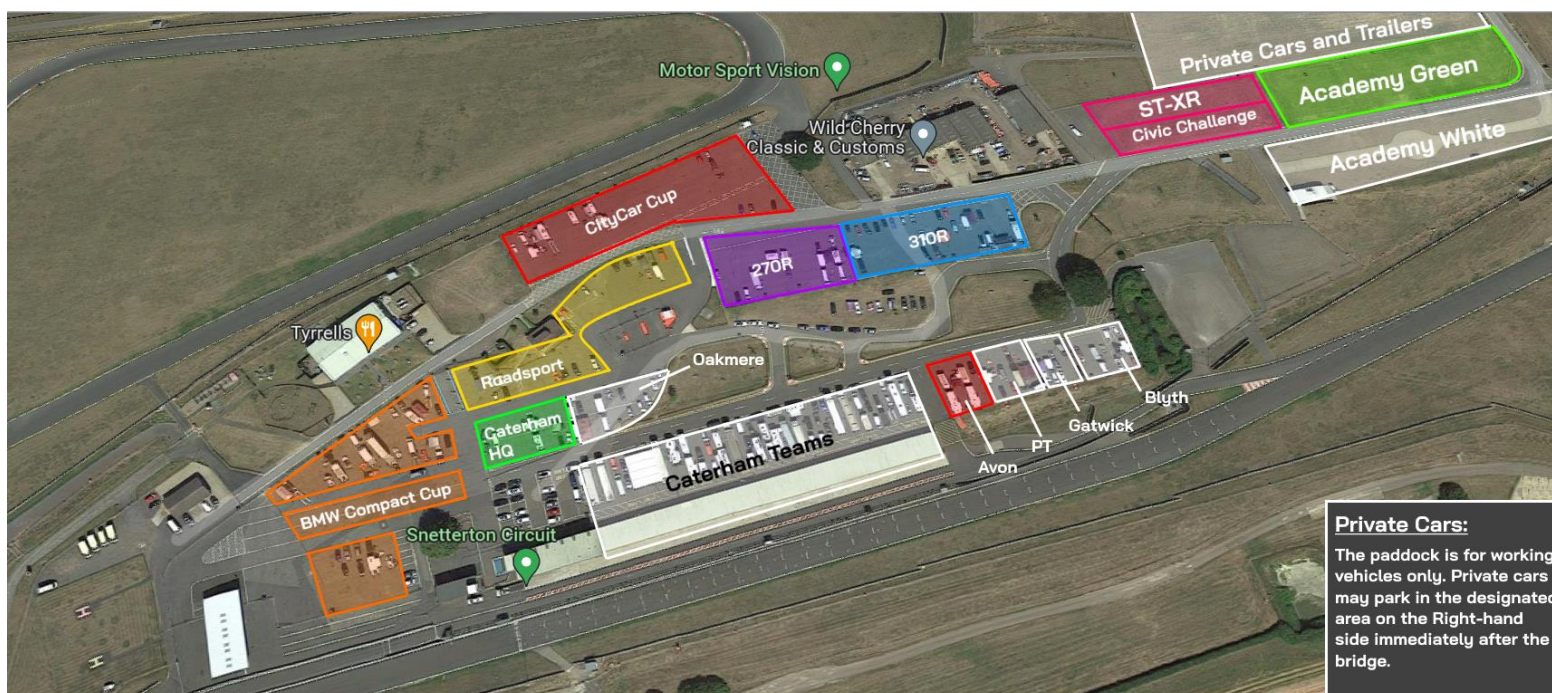 Private Cars and Trailers
Motor Sport Vision
Academy Green
ST-XR
Civic Challenge
Wild Cherry
Classic & Customs
Academy White
CityCar Cup
310R
270R
Tyrrells
Oakmere
Roadsport
Blyth
Caterham
HQ
Gatwick
PT
Avon
Caterham Teams
BMW Compact Cup
Snetterton Circuit
Private Cars:
The paddock is for working
vehicles only. Private cars
may park in the designated
area on the Right-hand
side immediately after the
bridge.